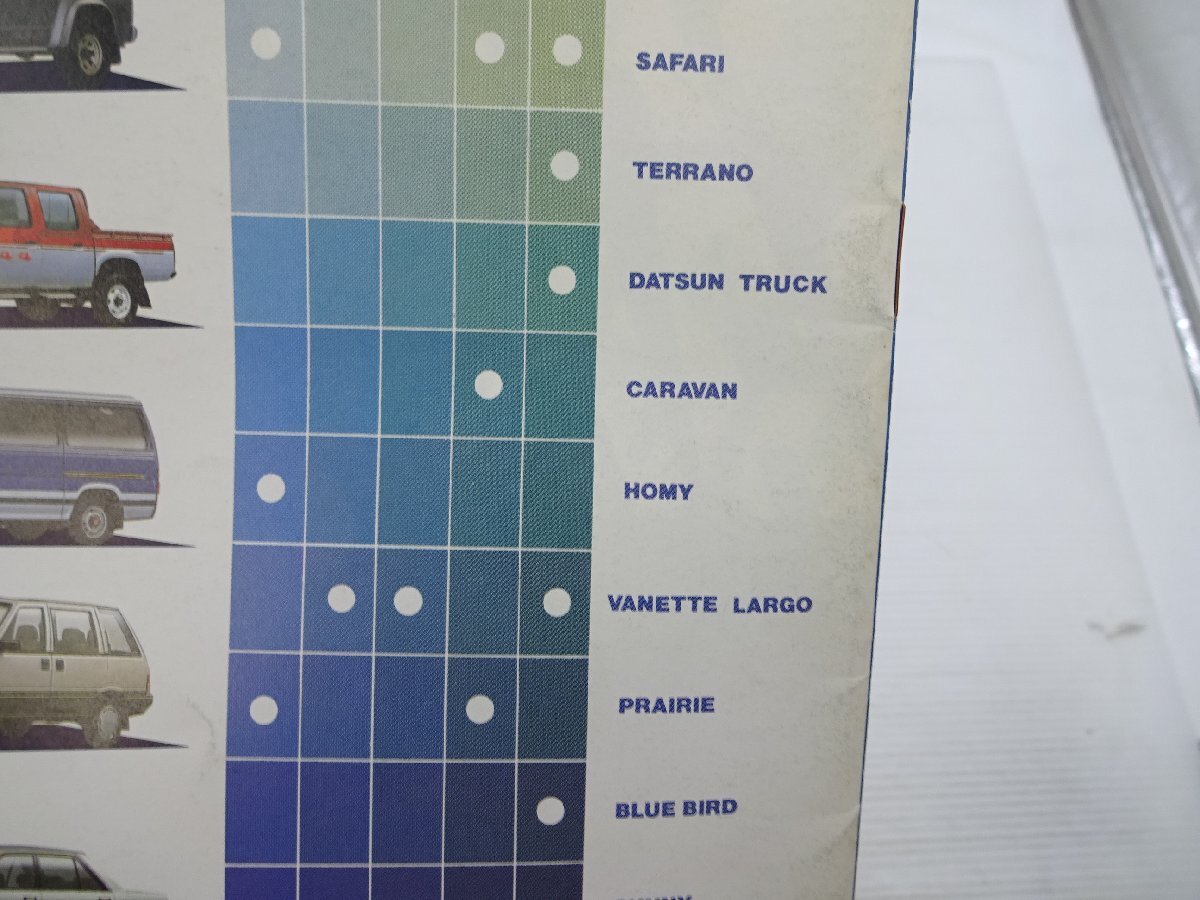 SAFARI
TERRANO
DATSUN TRUCK
CARAVAN
HOMY
VANETTE LARGO
PRAIRIE
BLUE BIRD